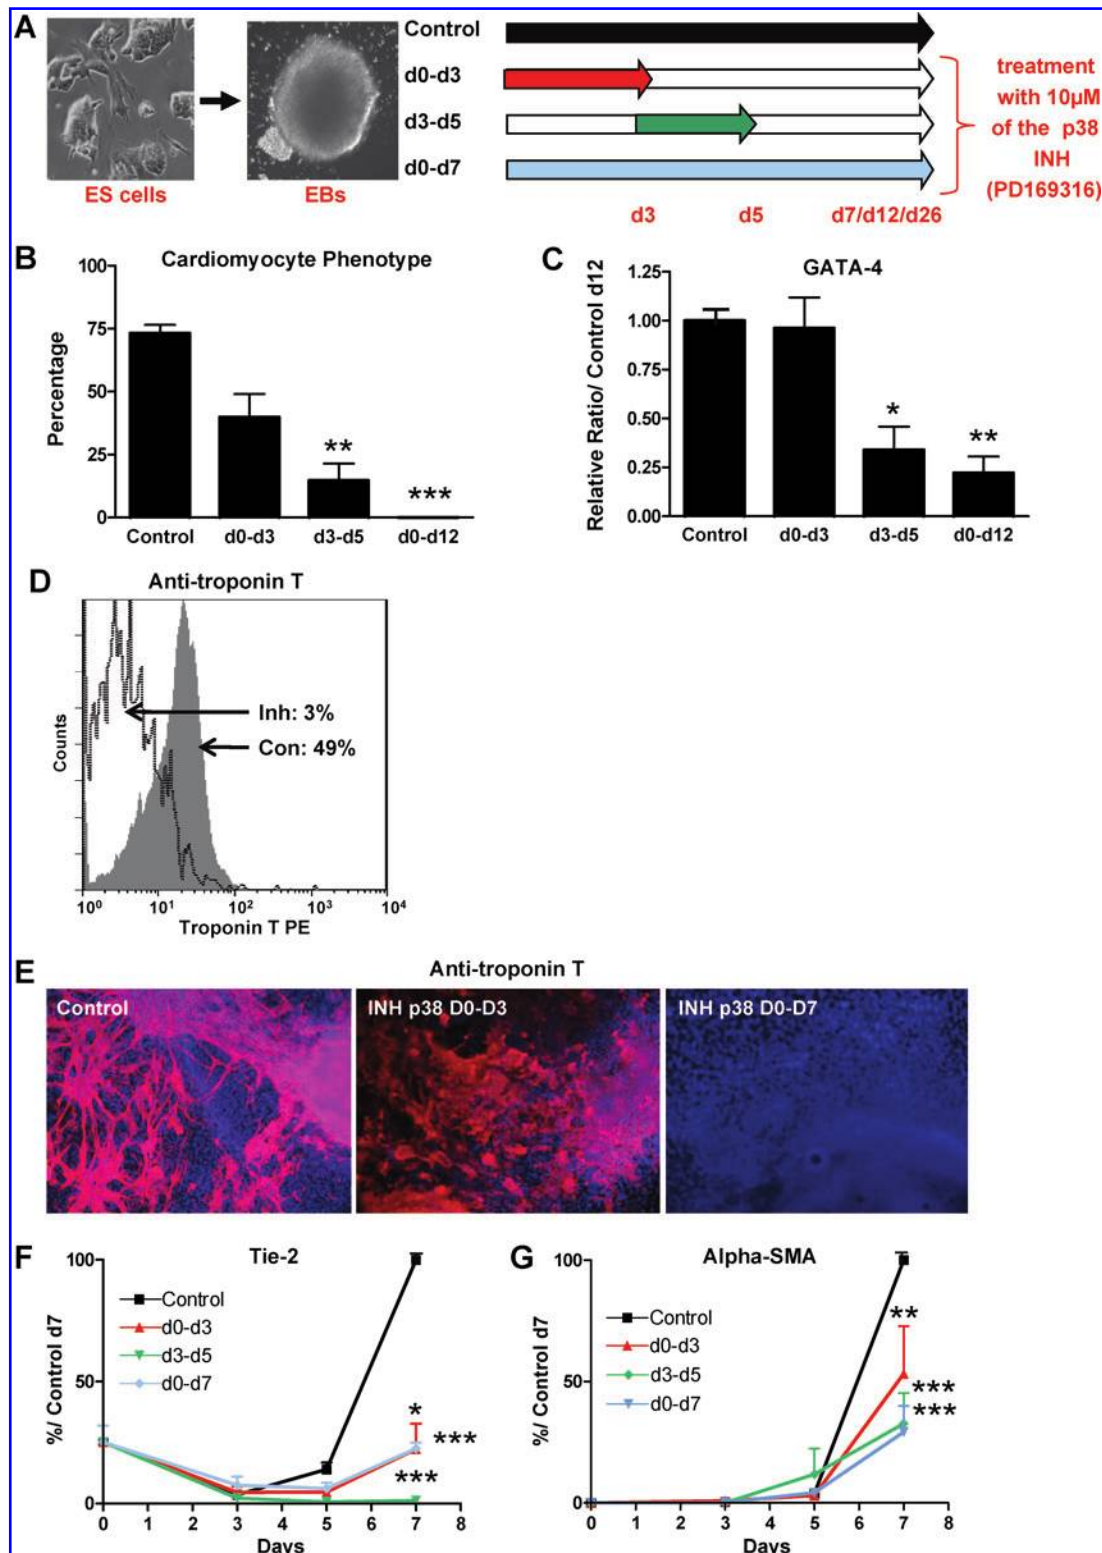 A
ES cells
EBs
Control
d0-d3
d3-d5
d0-d7
d3
d5
d7/d12/d26
treatment
with 10µM
of the p38
INH
(PD169316)
B
Cardiomyocyte Phenotype
Percentage
100
75
50
25
0
Control
d0-d3
d3-d5
d0-d12
**
***
C
GATA-4
Relative Ratio/ Control d12
1.25
1.00
0.75
0.50
0.25
0.00
Control
d0-d3
d3-d5
d0-d12
*
**
D
Anti-troponin T
Counts
Inh: 3%
Con: 49%
10⁰
10¹
10²
10³
10⁴
Troponin T PE
E
Anti-troponin T
Control
INH p38 D0-D3
INH p38 D0-D7
F
Tie-2
%/ Control d7
100
50
0
Control
d0-d3
d3-d5
d0-d7
*
***
***
0 1 2 3 4 5 6 7 8
Days
G
Alpha-SMA
%/ Control d7
100
50
0
Control
d0-d3
d3-d5
d0-d7
**
***
***
0 1 2 3 4 5 6 7 8
Days